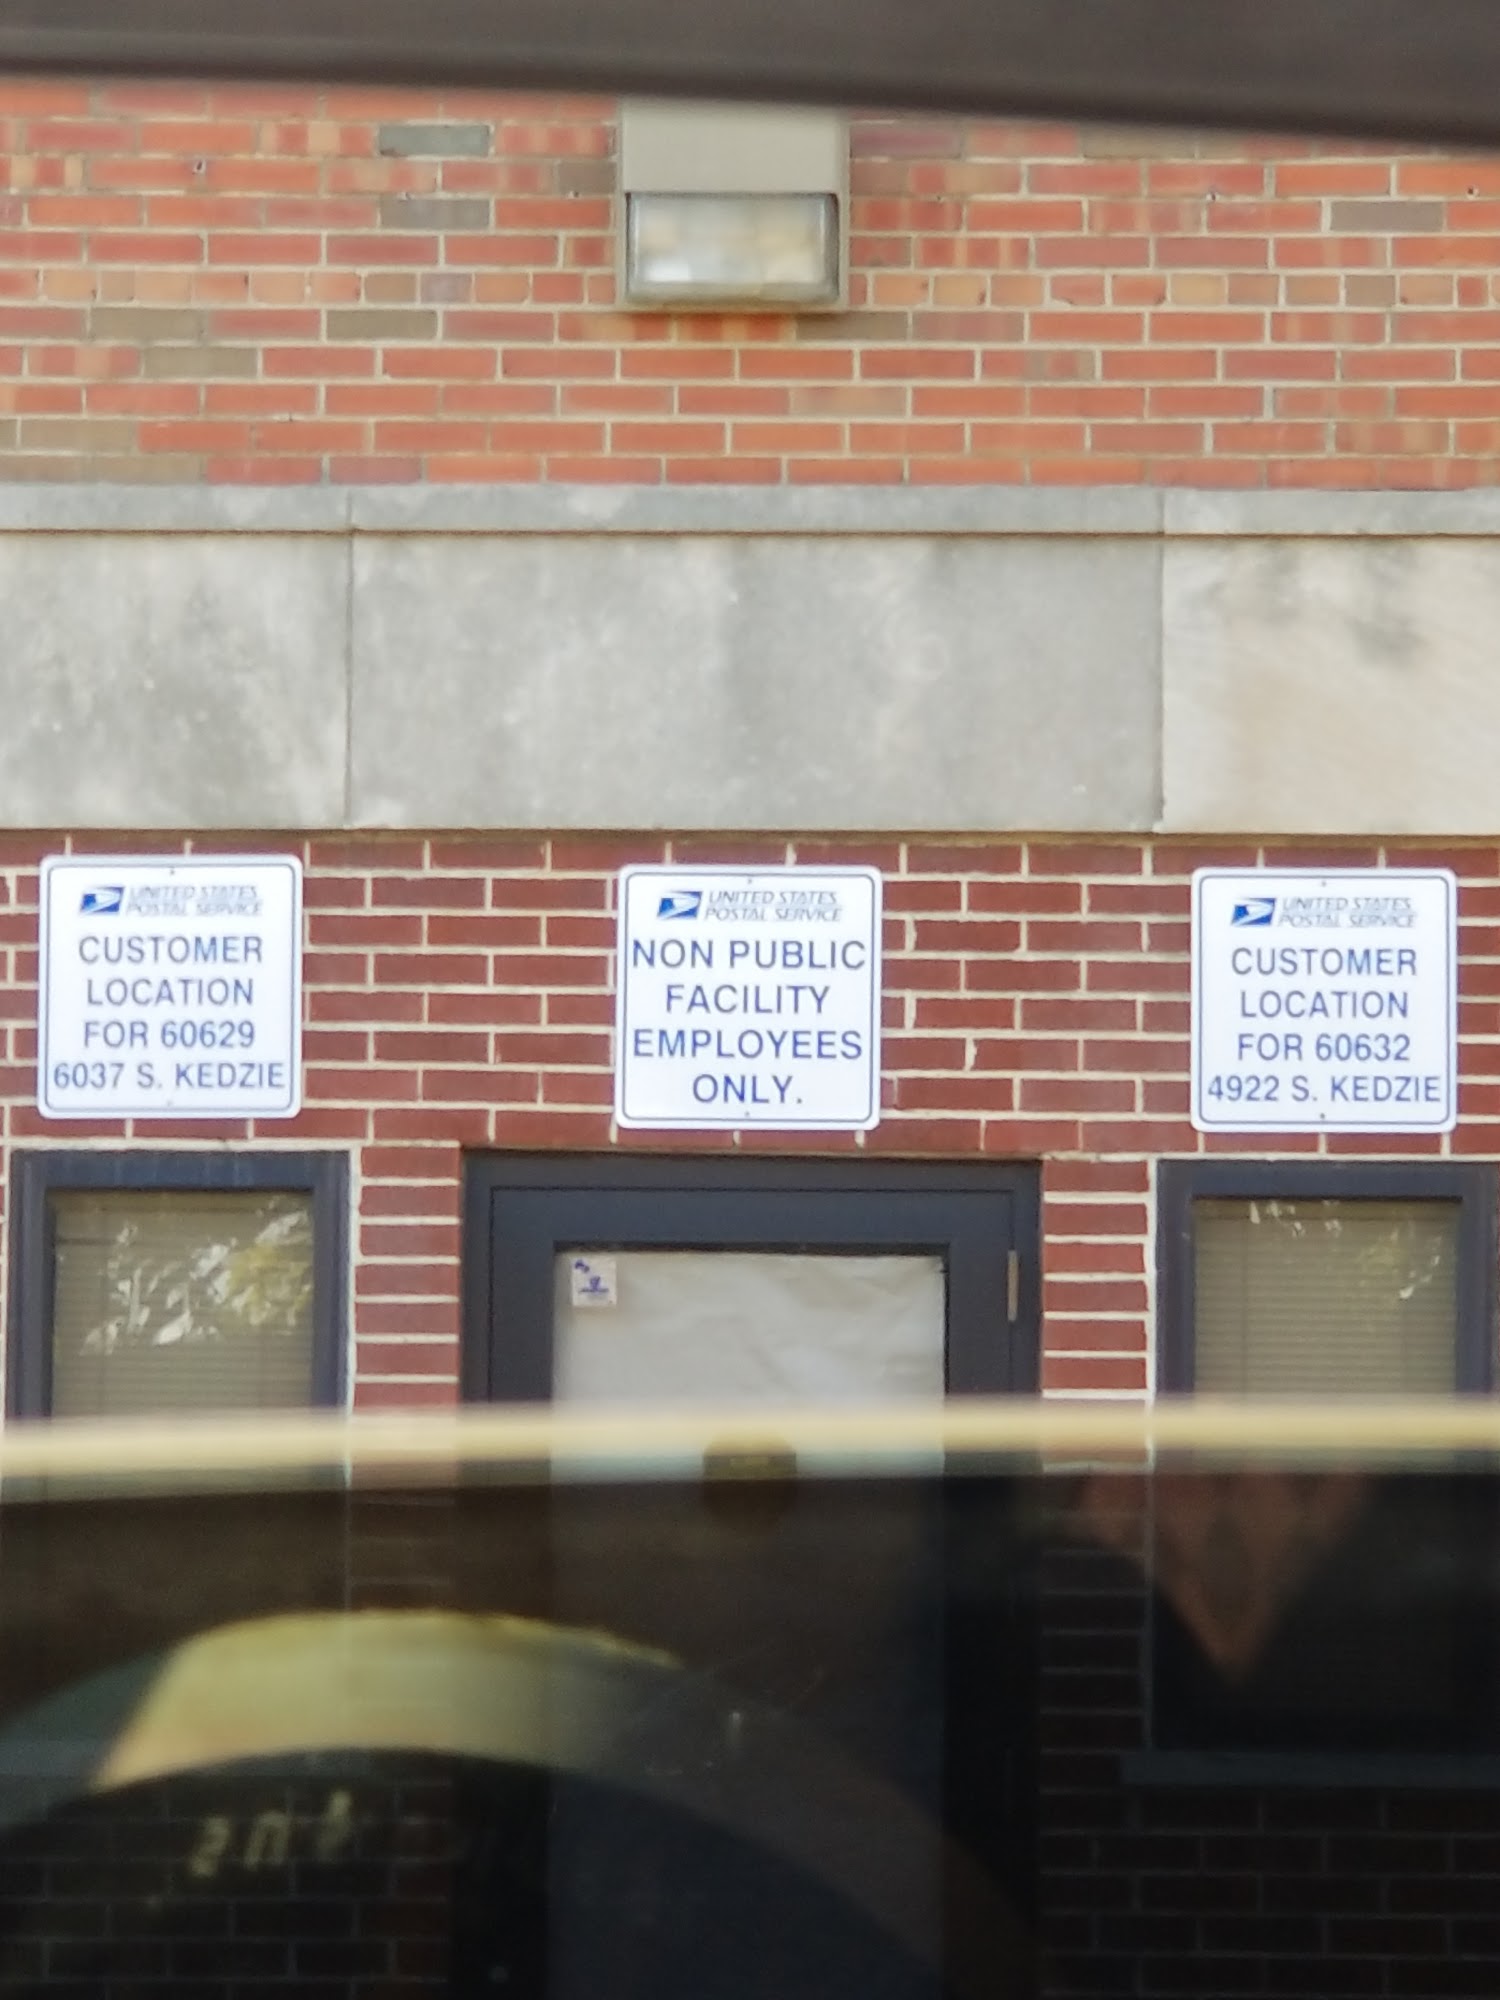 UNITED STATES
POSTAL SERVICE
CUSTOMER
LOCATION
FOR 60629
6037 S. KEDZIE
UNITED STATES
POSTAL SERVICE
NON PUBLIC
FACILITY
EMPLOYEES
ONLY.
UNITED STATES
POSTAL SERVICE
CUSTOMER
LOCATION
FOR 60632
4922 S. KEDZIE